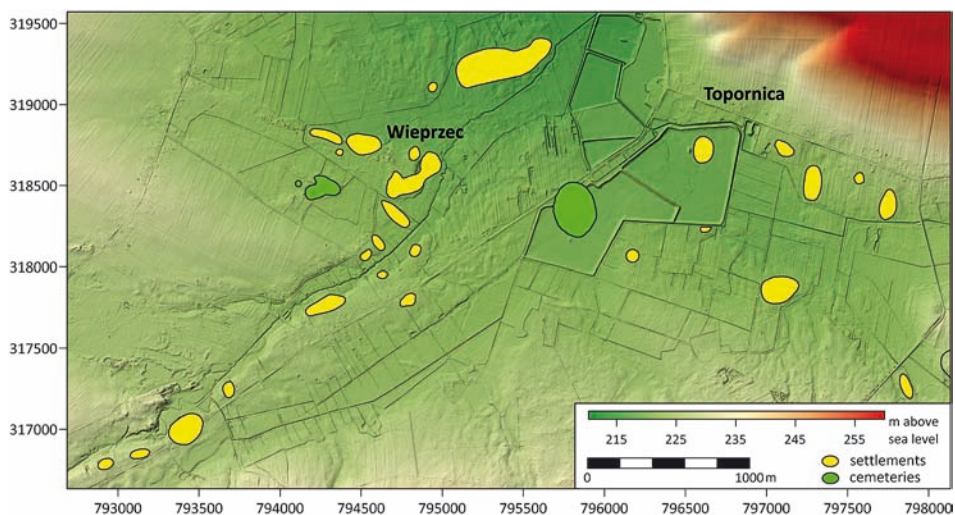 319500
319000
318500
318000
317500
317000
Topornica
Wieprzec
215 225 235 245 255
m above
sea level
0 1000 m
settlements
cemeteries
793000 793500 794000 794500 795000 795500 796000 796500 797000 797500 798000